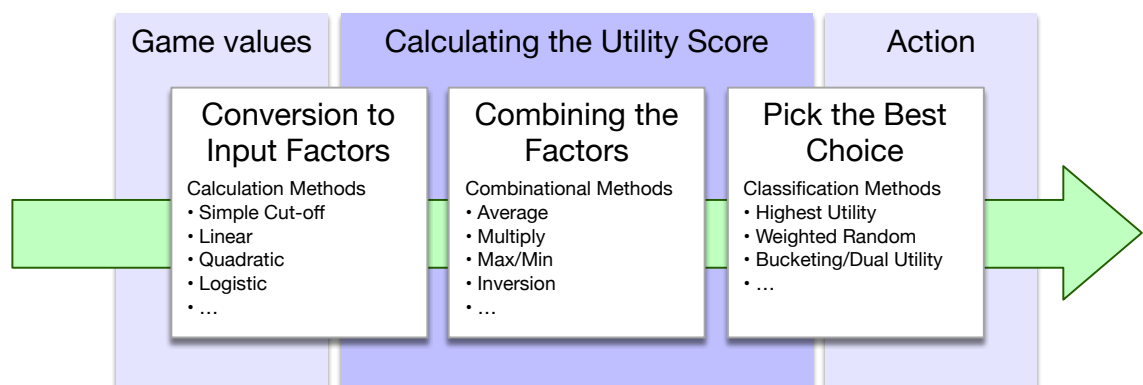 Game values
Calculating the Utility Score
Action
Conversion to
Input Factors
Calculation Methods
• Simple Cut-off
• Linear
• Quadratic
• Logistic
• …
Combining the
Factors
Combinational Methods
• Average
• Multiply
• Max/Min
• Inversion
• …
Pick the Best
Choice
Classification Methods
• Highest Utility
• Weighted Random
• Bucketing/Dual Utility
• …